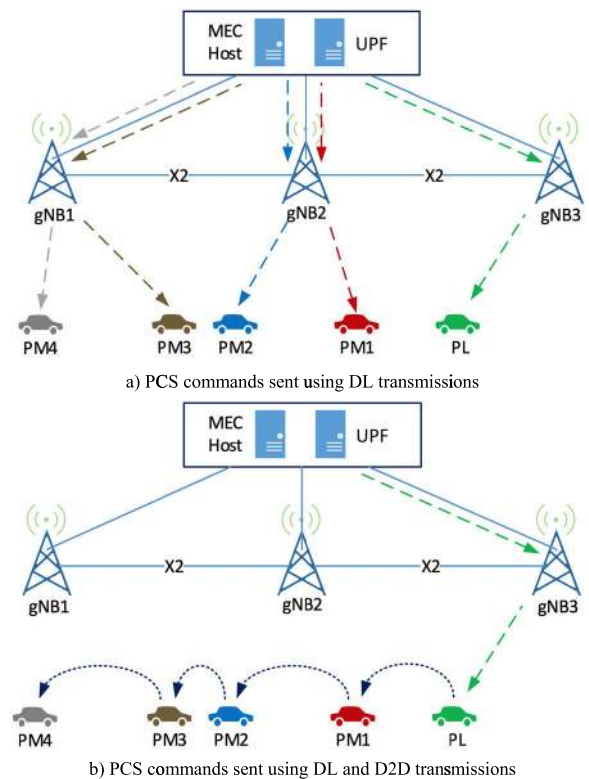 MEC
Host
UPF
X2
X2
gNB1
gNB2
gNB3
PM4
PM3
PM2
PM1
PL
a) PCS commands sent using DL transmissions
MEC
Host
UPF
X2
X2
gNB1
gNB2
gNB3
PM4
PM3
PM2
PM1
PL
b) PCS commands sent using DL and D2D transmissions